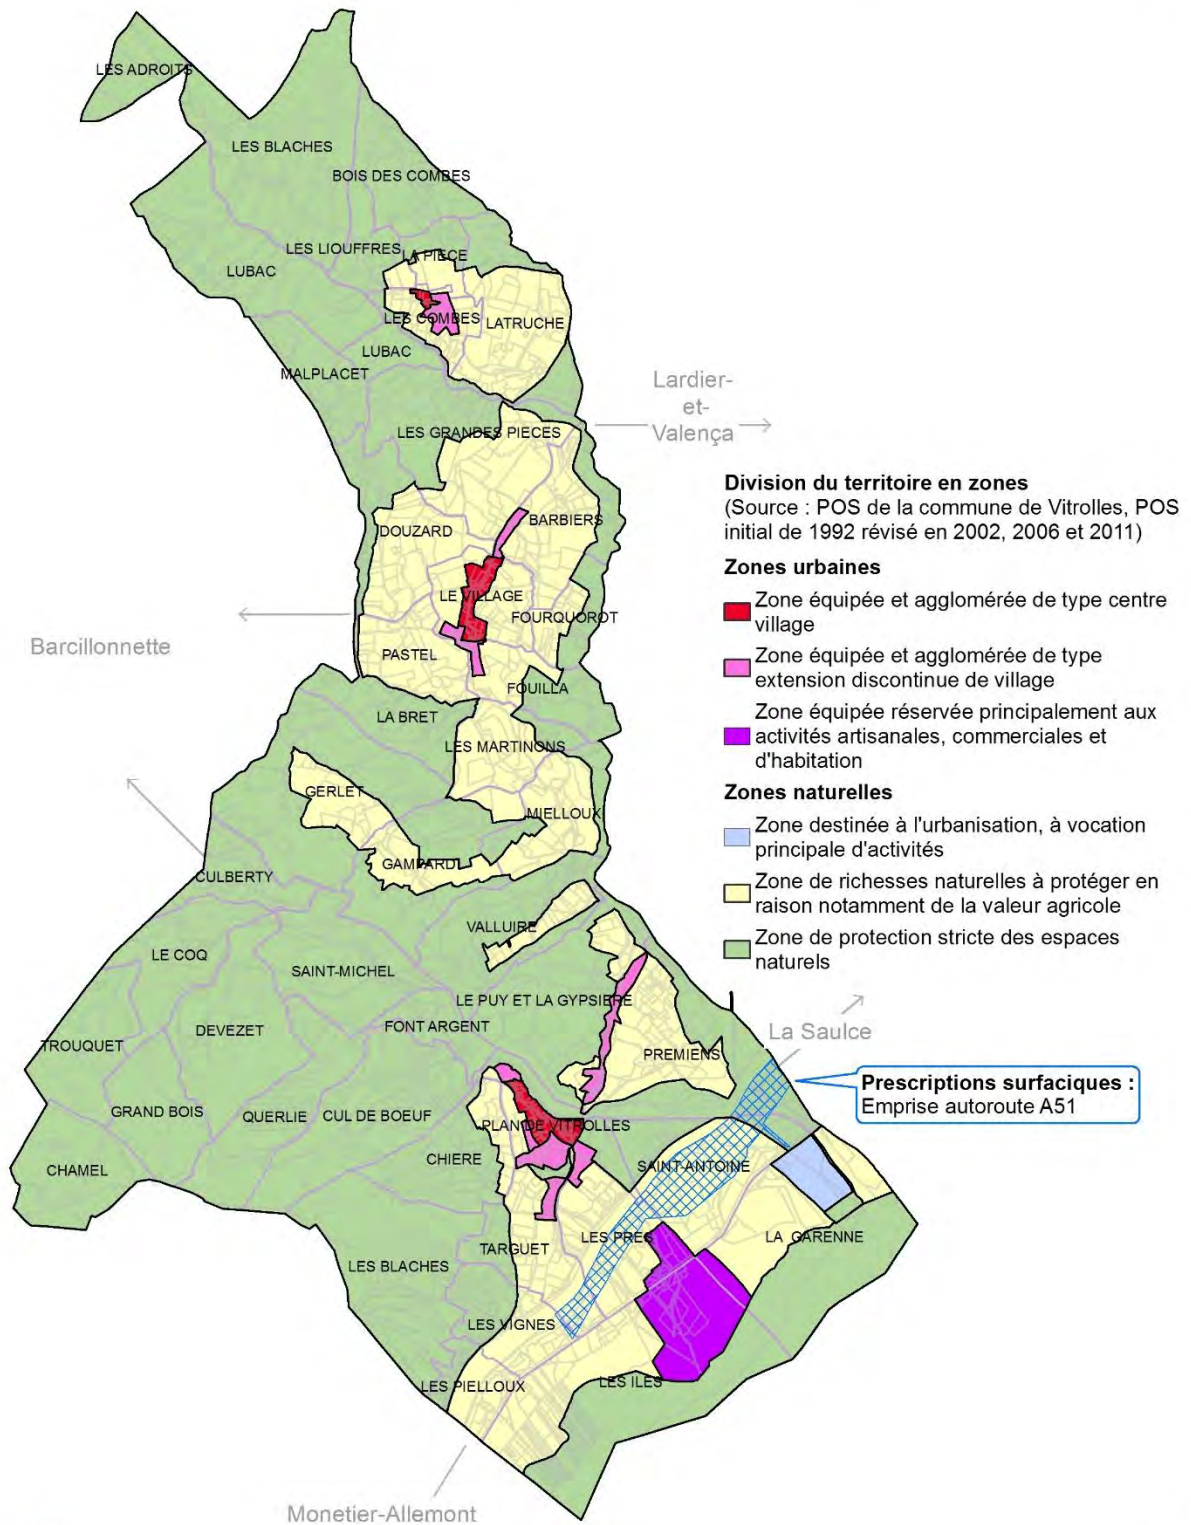 LES ADROITS
LES BLACHES
BOIS DES COMBES
LES LIOUFFRES
LA PIECE
LUBAC
LES COMBES
LATRUCHE
LUBAC
MALPLACET
Lardier-
et-
Valença
LES GRANDES PIECES
Division du territoire en zones
(Source : POS de la commune de Vitrolles, POS
initial de 1992 révisé en 2002, 2006 et 2011)
Zones urbaines
Zone équipée et agglomérée de type centre
village
Zone équipée et agglomérée de type
extension discontinue de village
Zone équipée réservée principalement aux
activités artisanales, commerciales et
d'habitation
Zones naturelles
Zone destinée à l'urbanisation, à vocation
principale d'activités
Zone de richesses naturelles à protéger en
raison notamment de la valeur agricole
Zone de protection stricte des espaces
naturels
BARBIERS
DOUZARD
LE VILLAGE
FOURQUOROT
Barcillonnette
PASTEL
FOUILLA
LA BRET
LES MARTINONS
GERLET
MIELLOUX
GAMPARD
CULBERTY
VALLUIRE
LE COQ
SAINT-MICHEL
LE PUY ET LA GYPSIERE
DEVEZET
FONT ARGENT
La Saulce
TROUQUET
PREMIENS
Prescriptions surfaciques :
Emprise autoroute A51
GRAND BOIS
QUERLIE
CUL DE BOEUF
PLAN DE VITROLLES
CHIERE
SAINT-ANTOINE
CHAMEL
LES PRES
LA GARENNE
TARGUET
LES BLACHES
LES VIGNES
LES PIELLOUX
LES ILES
Monetier-Allemont